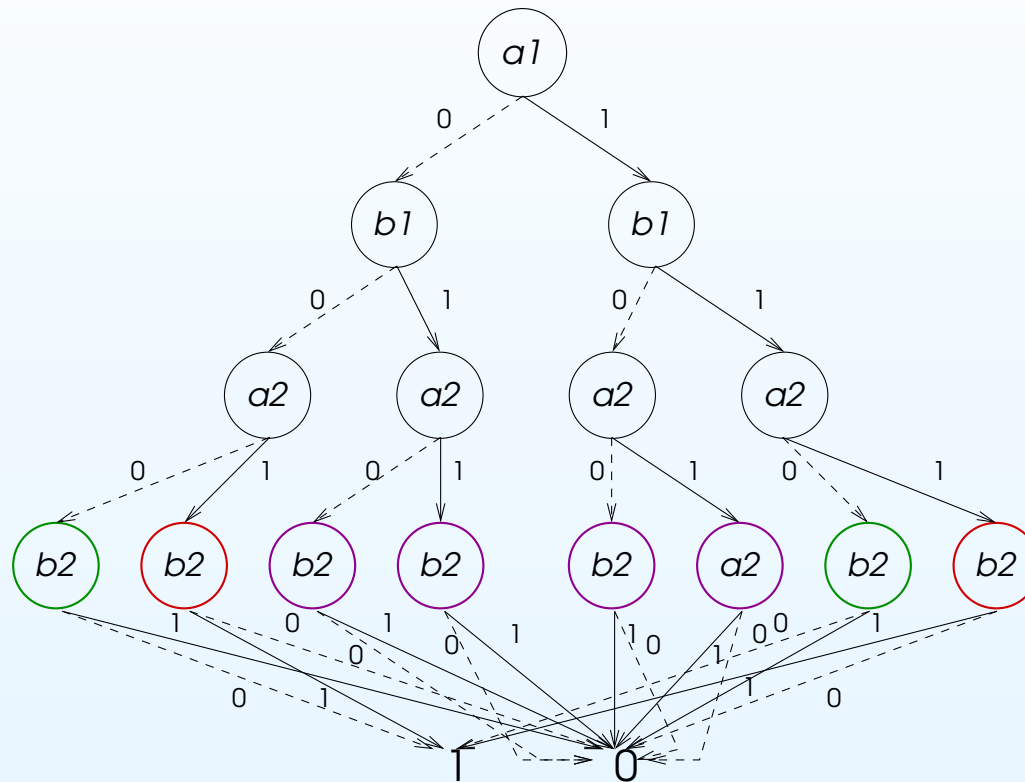 a1
0 1
b1 b1
0 1 0 1
a2 a2 a2 a2
0 1 0 1 0 1 0 1
b2 b2 b2 b2 b2 a2 b2 b2
1 0 1 0 1 1 0 0 0 1
0 1
0 1 1 0
1 0